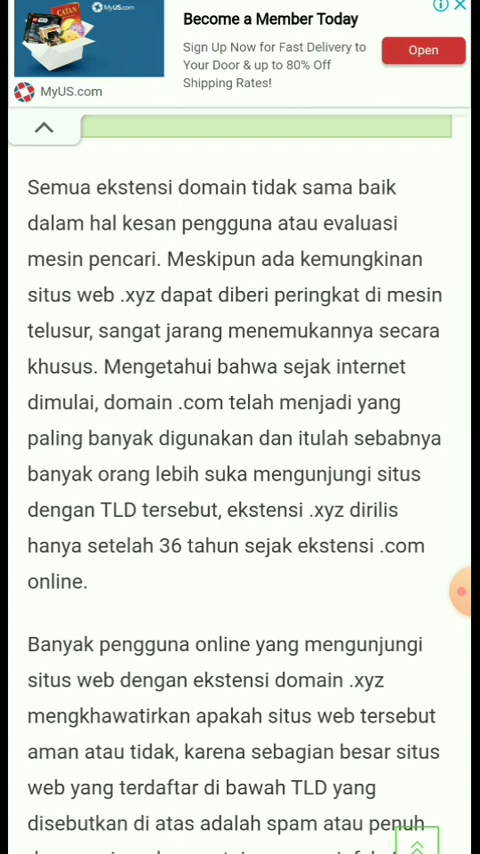 CATAN
MyUS.com
Become a Member Today
Sign Up Now for Fast Delivery to
Your Door & up to 80% Off
Shipping Rates!
Open
MyUS.com
Semua ekstensi domain tidak sama baik
dalam hal kesan pengguna atau evaluasi
mesin pencari. Meskipun ada kemungkinan
situs web .xyz dapat diberi peringkat di mesin
telusur, sangat jarang menemukannya secara
khusus. Mengetahui bahwa sejak internet
dimulai, domain .com telah menjadi yang
paling banyak digunakan dan itulah sebabnya
banyak orang lebih suka mengunjungi situs
dengan TLD tersebut, ekstensi .xyz dirilis
hanya setelah 36 tahun sejak ekstensi .com
online.
Banyak pengguna online yang mengunjungi
situs web dengan ekstensi domain .xyz
mengkhawatirkan apakah situs web tersebut
aman atau tidak, karena sebagian besar situs
web yang terdaftar di bawah TLD yang
disebutkan di atas adalah spam atau penuh